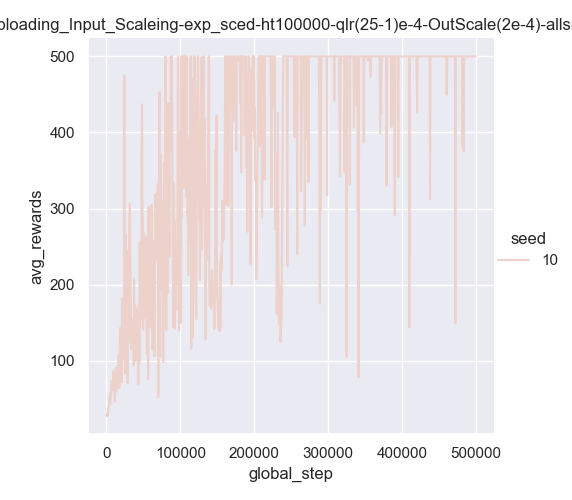 ploading_Input_Scaleing-exp_sced-ht100000-qlr(25-1)e-4-OutScale(2e-4)-alls
500
400
300
200
100
avg_rewards
seed
10
0 100000 200000 300000 400000 500000
global_step